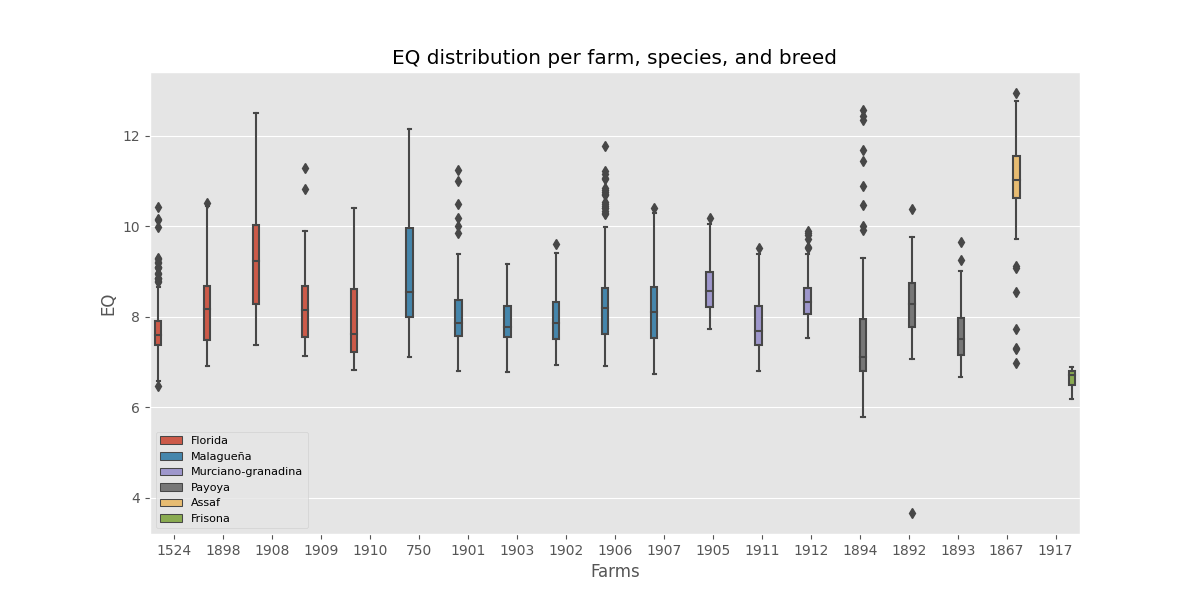 EQ distribution per farm, species, and breed
12
10
8
6
4
EQ
Florida
Malagueña
Murciano-granadina
Payoya
Assaf
Frisona
1524 1898 1908 1909 1910 750 1901 1903 1902 1906 1907 1905 1911 1912 1894 1892 1893 1867 1917
Farms